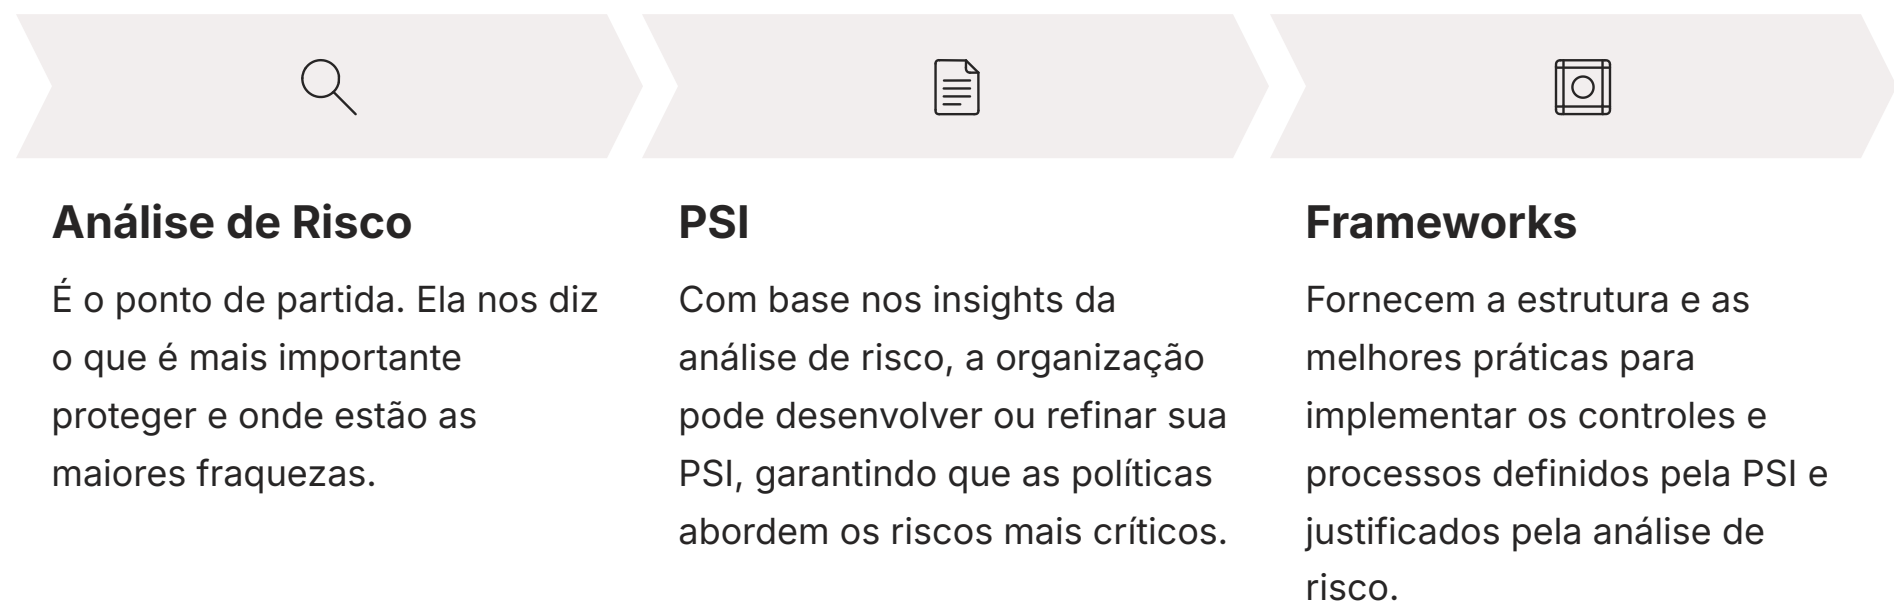 Análise de Risco
É o ponto de partida. Ela nos diz
o que é mais importante
proteger e onde estão as
maiores fraquezas.
PSI
Com base nos insights da
análise de risco, a organização
pode desenvolver ou refinar sua
PSI, garantindo que as políticas
abordem os riscos mais críticos.
Frameworks
Fornecem a estrutura e as
melhores práticas para
implementar os controles e
processos definidos pela PSI e
justificados pela análise de
risco.